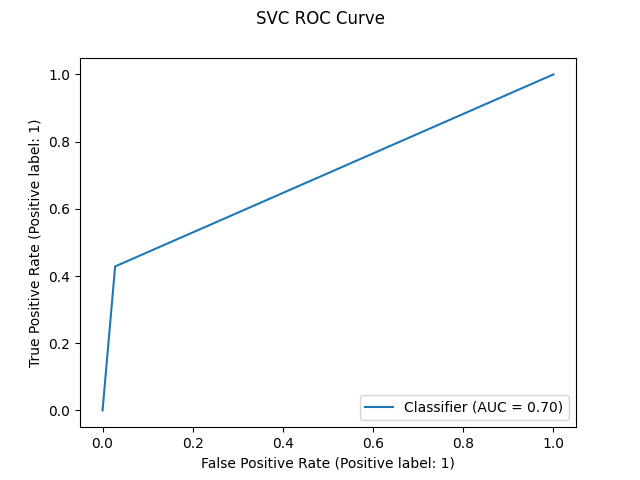 SVC ROC Curve
1.0
0.8
0.6
0.4
0.2
0.0
True Positive Rate (Positive label: 1)
Classifier (AUC = 0.70)
0.0 0.2 0.4 0.6 0.8 1.0
False Positive Rate (Positive label: 1)